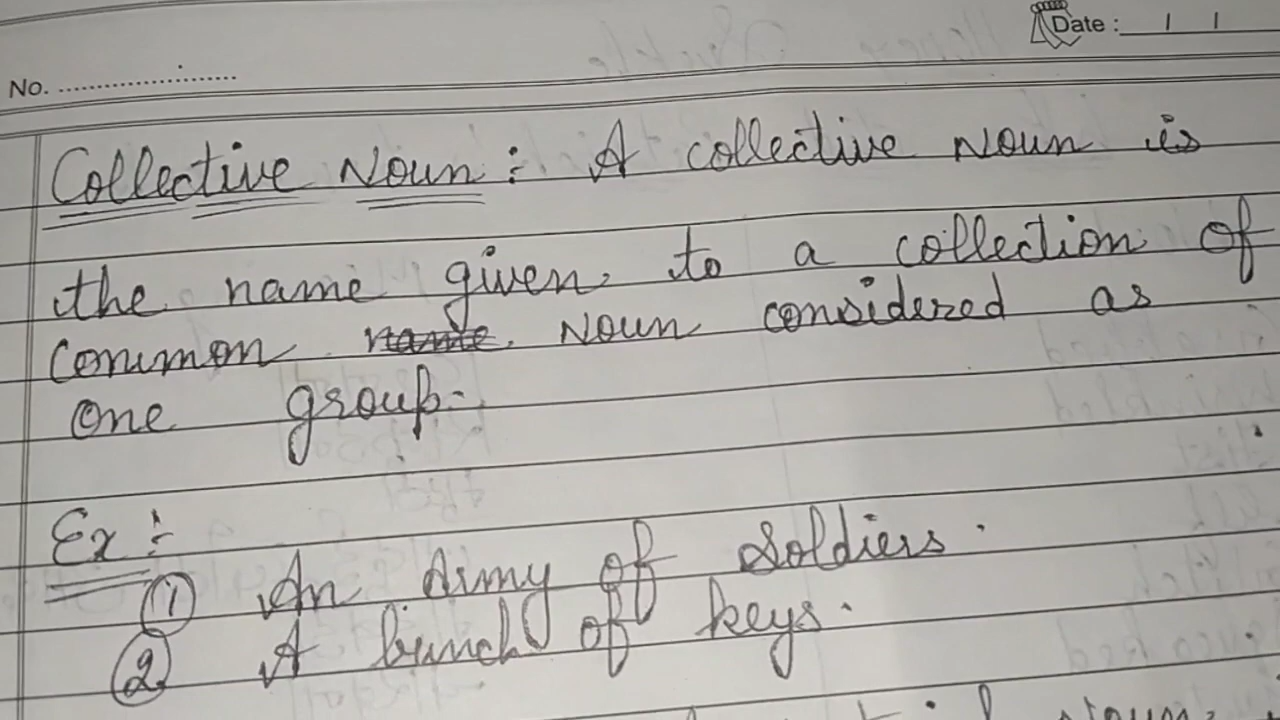 Date : / /
No. ........................
Collective Noun : A collective Noun is
the name given to a collection of
common name Noun considered as
one group.
Ex :
① An Army of Soldiers.
② A bunch of keys.